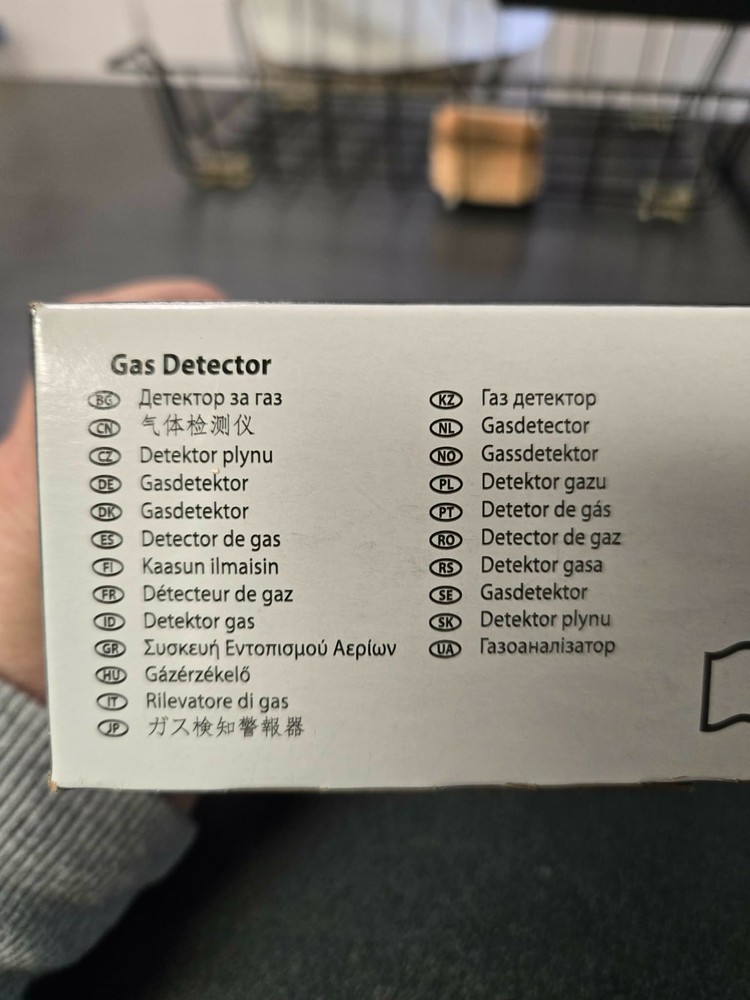 Gas Detector
BG Детектор за газ
CN 气体检测仪
CZ Detektor plynu
DE Gasdetektor
DK Gasdetektor
ES Detector de gas
FI Kaasun ilmaisin
FR Détecteur de gaz
ID Detektor gas
GR Συσκευή Εντοπισμού Αερίων
HU Gázérzékelő
IT Rilevatore di gas
JP ガス検知警報器
KZ Газ детектор
NL Gasdetector
NO Gassdetektor
PL Detektor gazu
PT Detetor de gás
RO Detector de gaz
RS Detektor gasa
SE Gasdetektor
SK Detektor plynu
UA Газоаналізатор